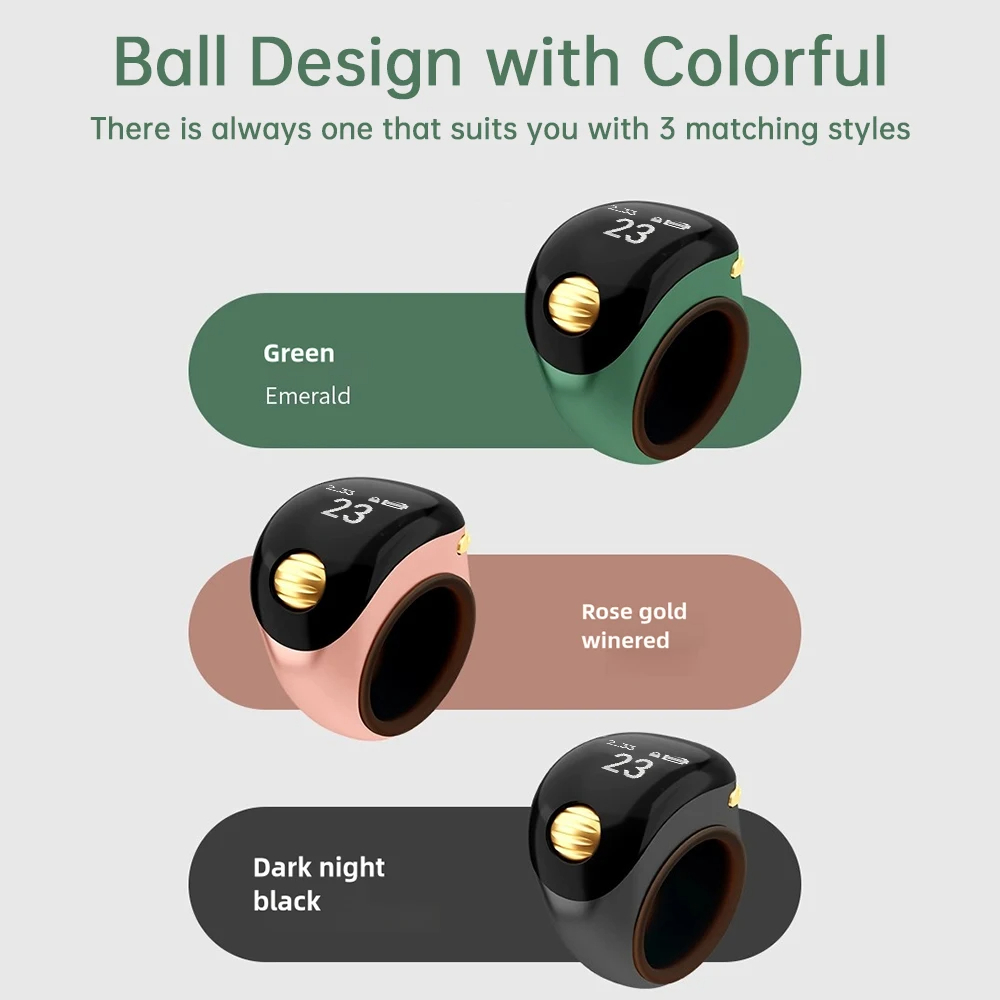 Ball Design with Colorful
There is always one that suits you with 3 matching styles
23
Green
Emerald
23
Rose gold
winered
23
Dark night
black